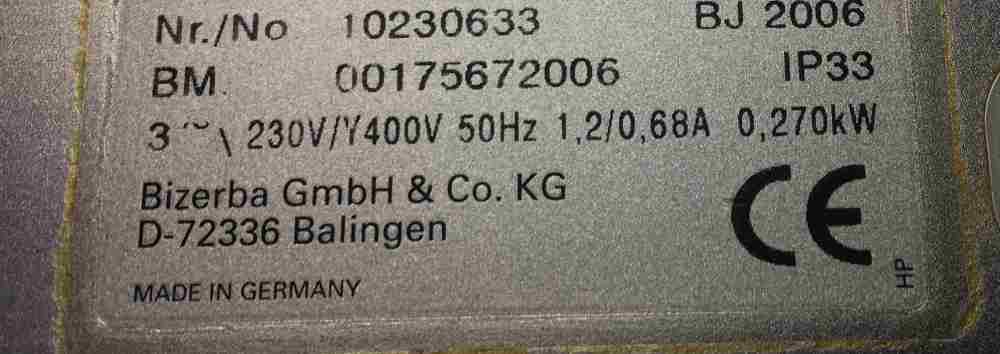 Nr./No 10230633 BJ 2006
BM. 00175672006 IP33
3 ~ \ 230V/Y400V 50Hz 1,2/0,68A 0,270kW
Bizerba GmbH & Co. KG
D-72336 Balingen
CE
HP
MADE IN GERMANY